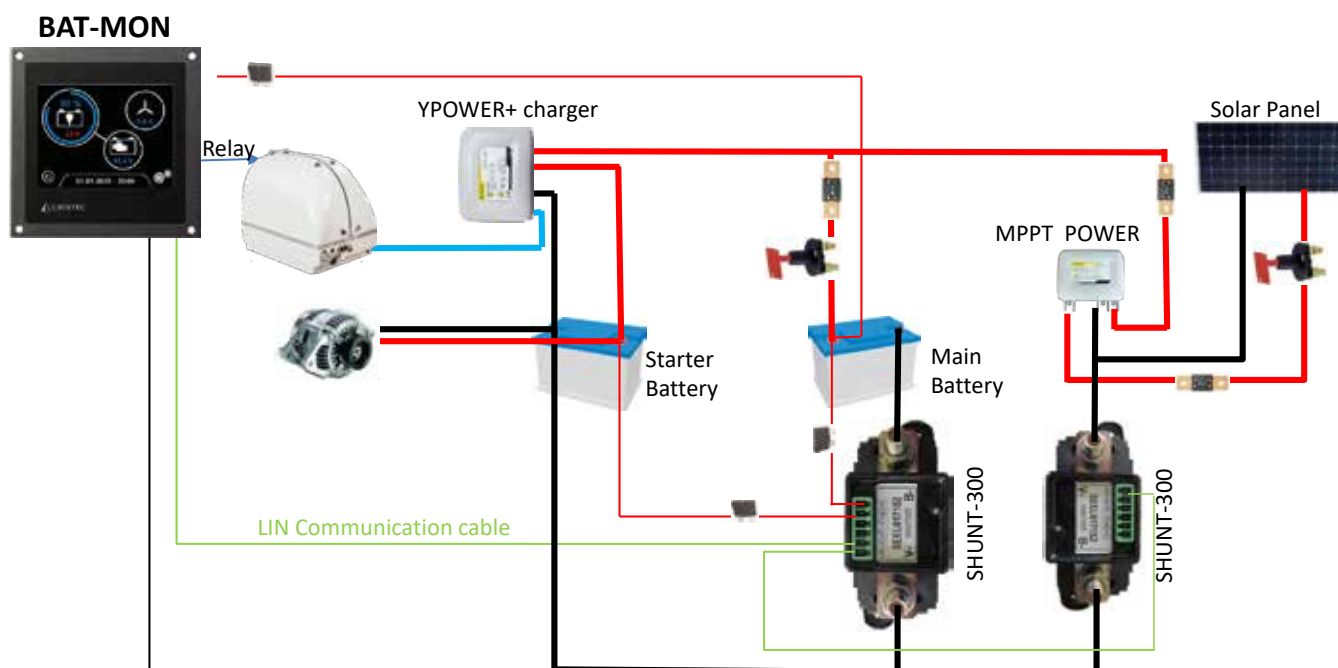 BAT-MON
YPOWER+ charger
Solar Panel
Relay
MPPT POWER
Starter
Battery
Main
Battery
SHUNT-300
SHUNT-300
LIN Communication cable